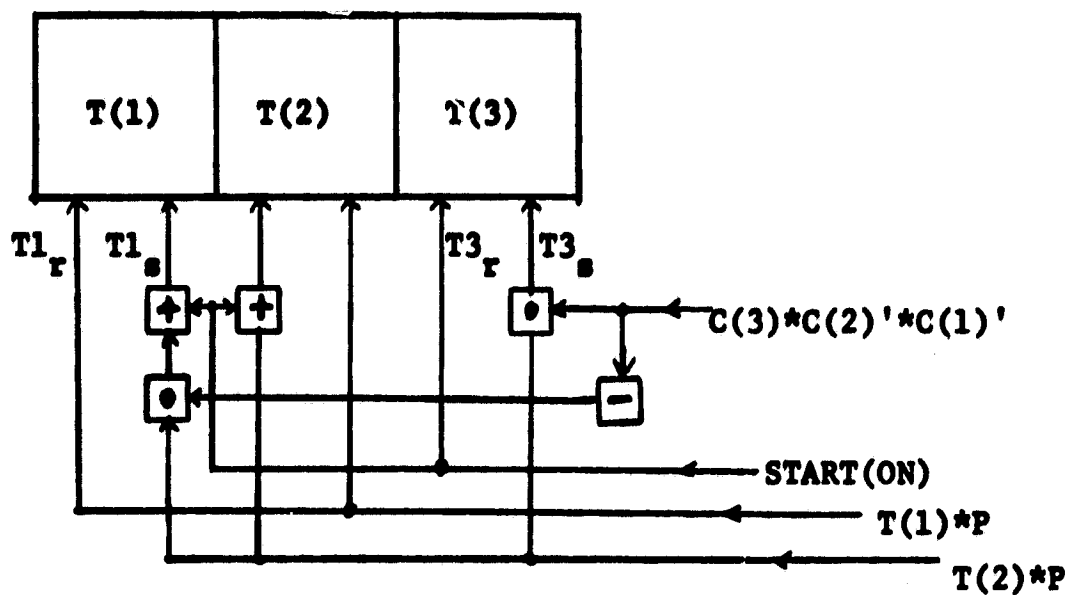 T(1) T(2) T(3)
T1r T1s T3r T3s
+ +
C(3)*C(2)'*C(1)'
−
START(ON)
T(1)*P
T(2)*P